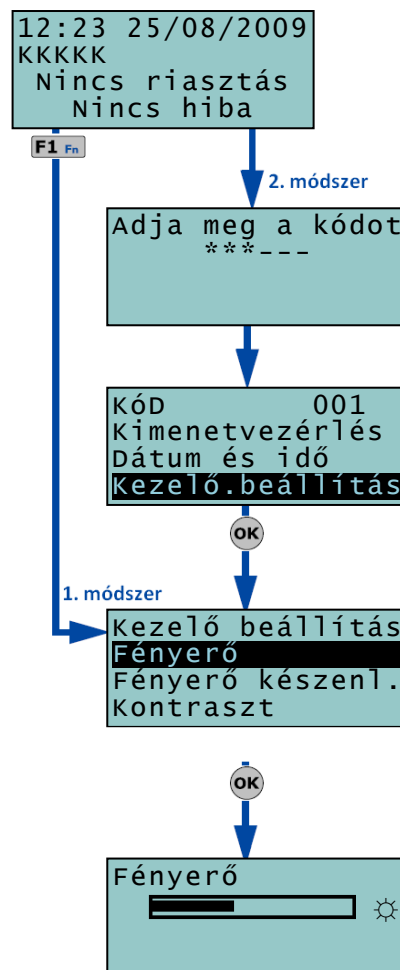 12:23 25/08/2009
KKKKK
Nincs riasztás
Nincs hiba
F1 Fn
2. módszer
Adja meg a kódot
***---
KóD 001
Kimenetvezérlés
Dátum és idő
Kezelő.beállítás
OK
1. módszer
Kezelő beállítás
Fényerő
Fényerő készenl.
Kontraszt
OK
Fényerő